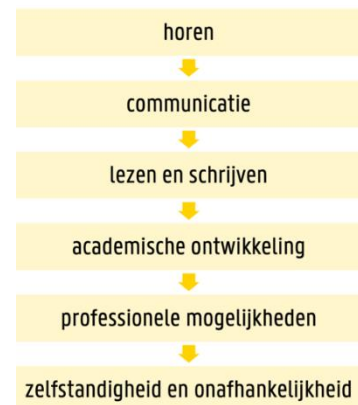 horen
communicatie
lezen en schrijven
academische ontwikkeling
professionele mogelijkheden
zelfstandigheid en onafhankelijkheid